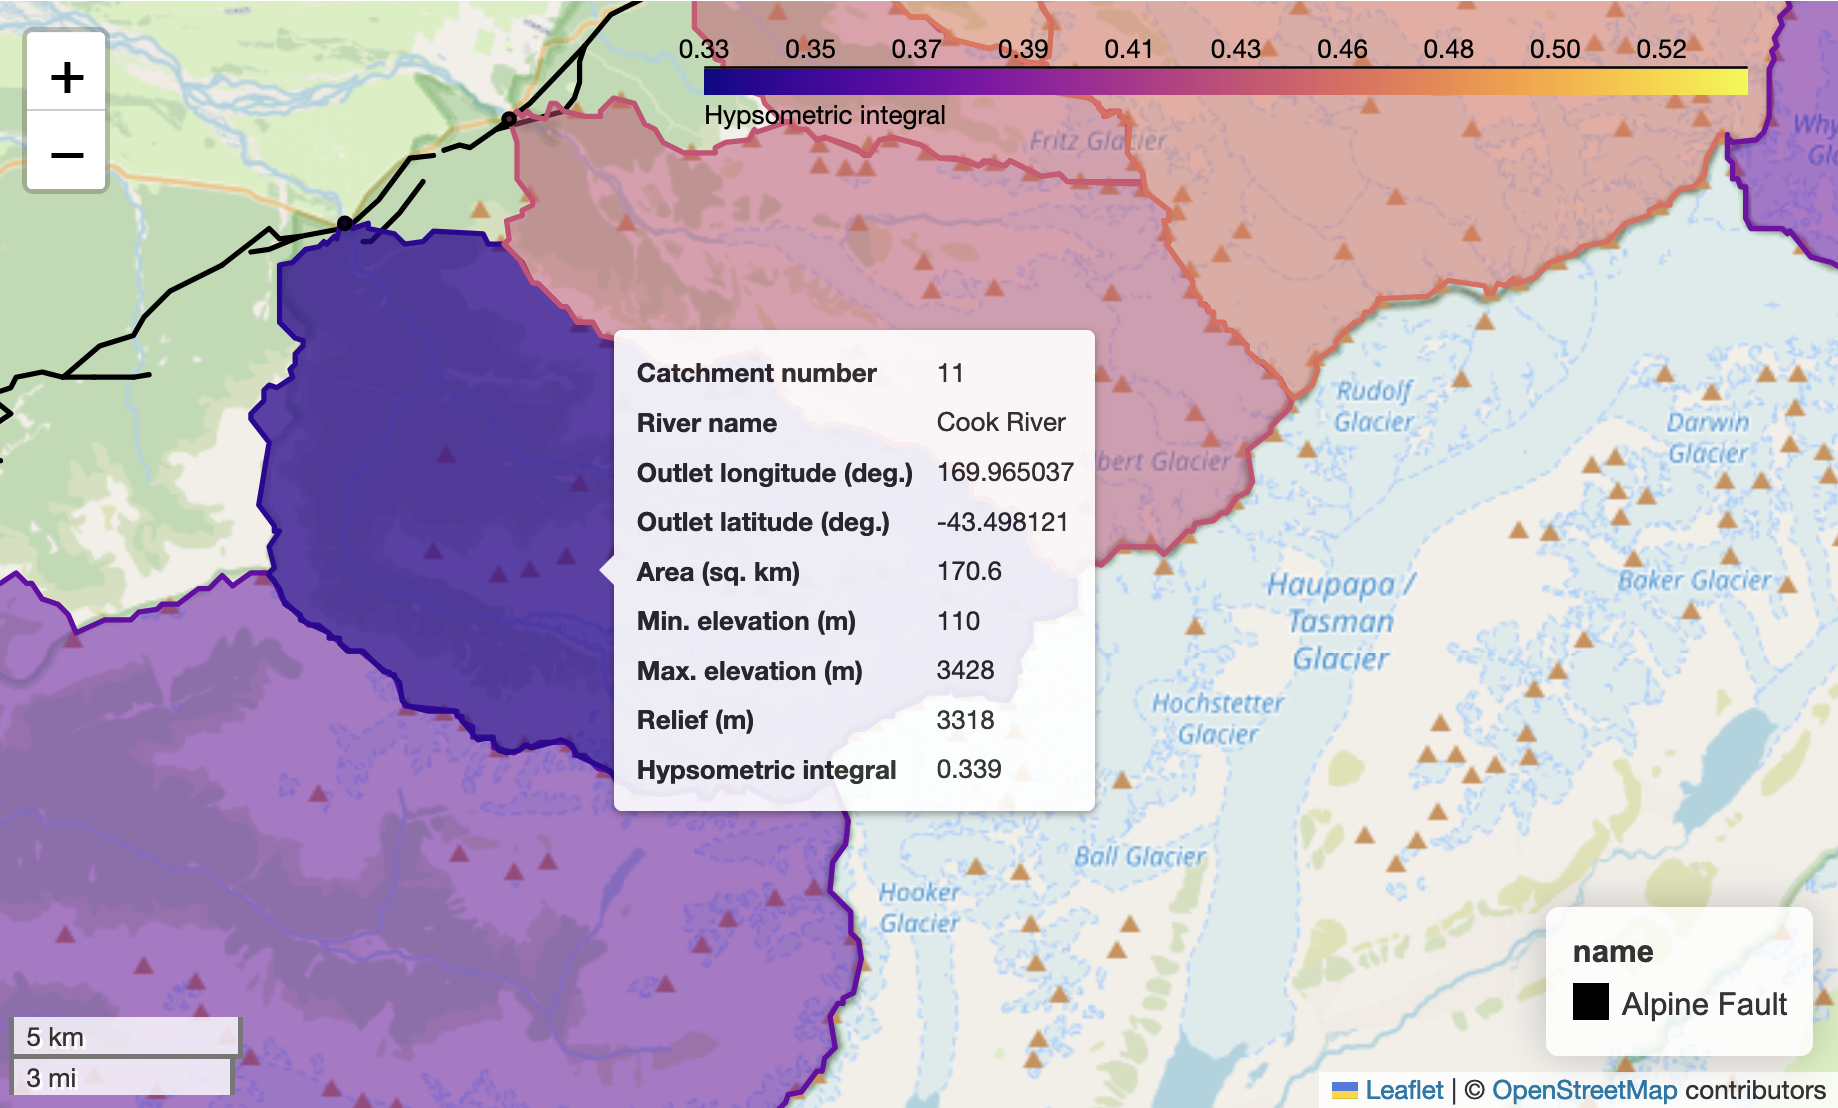 +
−
0.33 0.35 0.37 0.39 0.41 0.43 0.46 0.48 0.50 0.52
Hypsometric integral
Fritz Glacier
Catchment number 11
River name Cook River
Outlet longitude (deg.) 169.965037
Outlet latitude (deg.) -43.498121
Area (sq. km) 170.6
Min. elevation (m) 110
Max. elevation (m) 3428
Relief (m) 3318
Hypsometric integral 0.339
bert Glacier
Rudolf
Glacier
Darwin
Glacier
Baker Glacier
Haupapa /
Tasman
Glacier
Hochstetter
Glacier
Ball Glacier
Hooker
Glacier
name
Alpine Fault
5 km
3 mi
Leaflet | © OpenStreetMap contributors